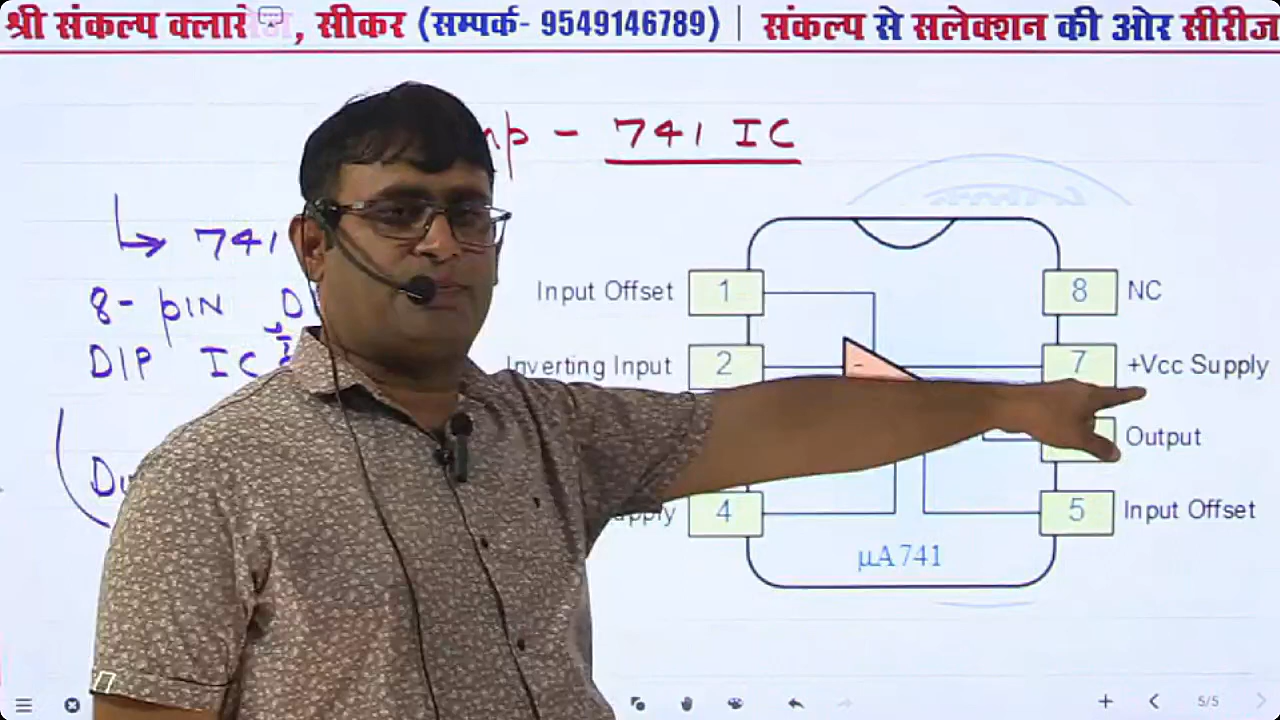 श्री संकल्प क्लासेज, सीकर (सम्पर्क- 9549146789) | संकल्प से सलेक्शन की ओर सीरीज
- 741 IC
741
8- PIN
DIP IC
Input Offset 1
8 NC
Inverting Input 2
-
7 +Vcc Supply
Output
4
5 Input Offset
µA741
5/5